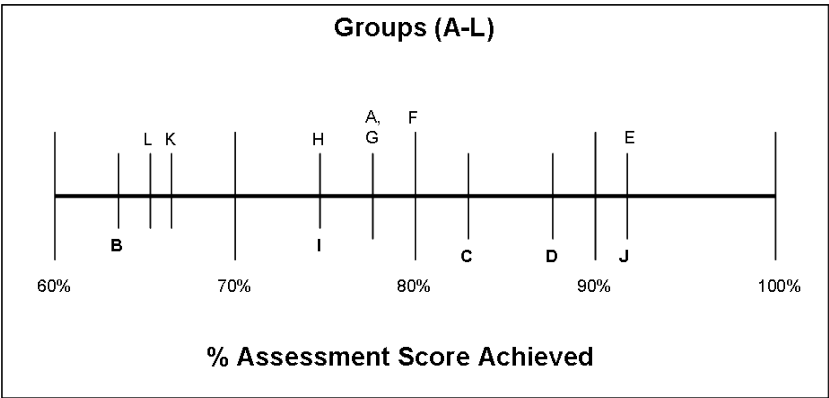 Groups (A-L)
A,
L K H G F E
B I C D J
60% 70% 80% 90% 100%
% Assessment Score Achieved